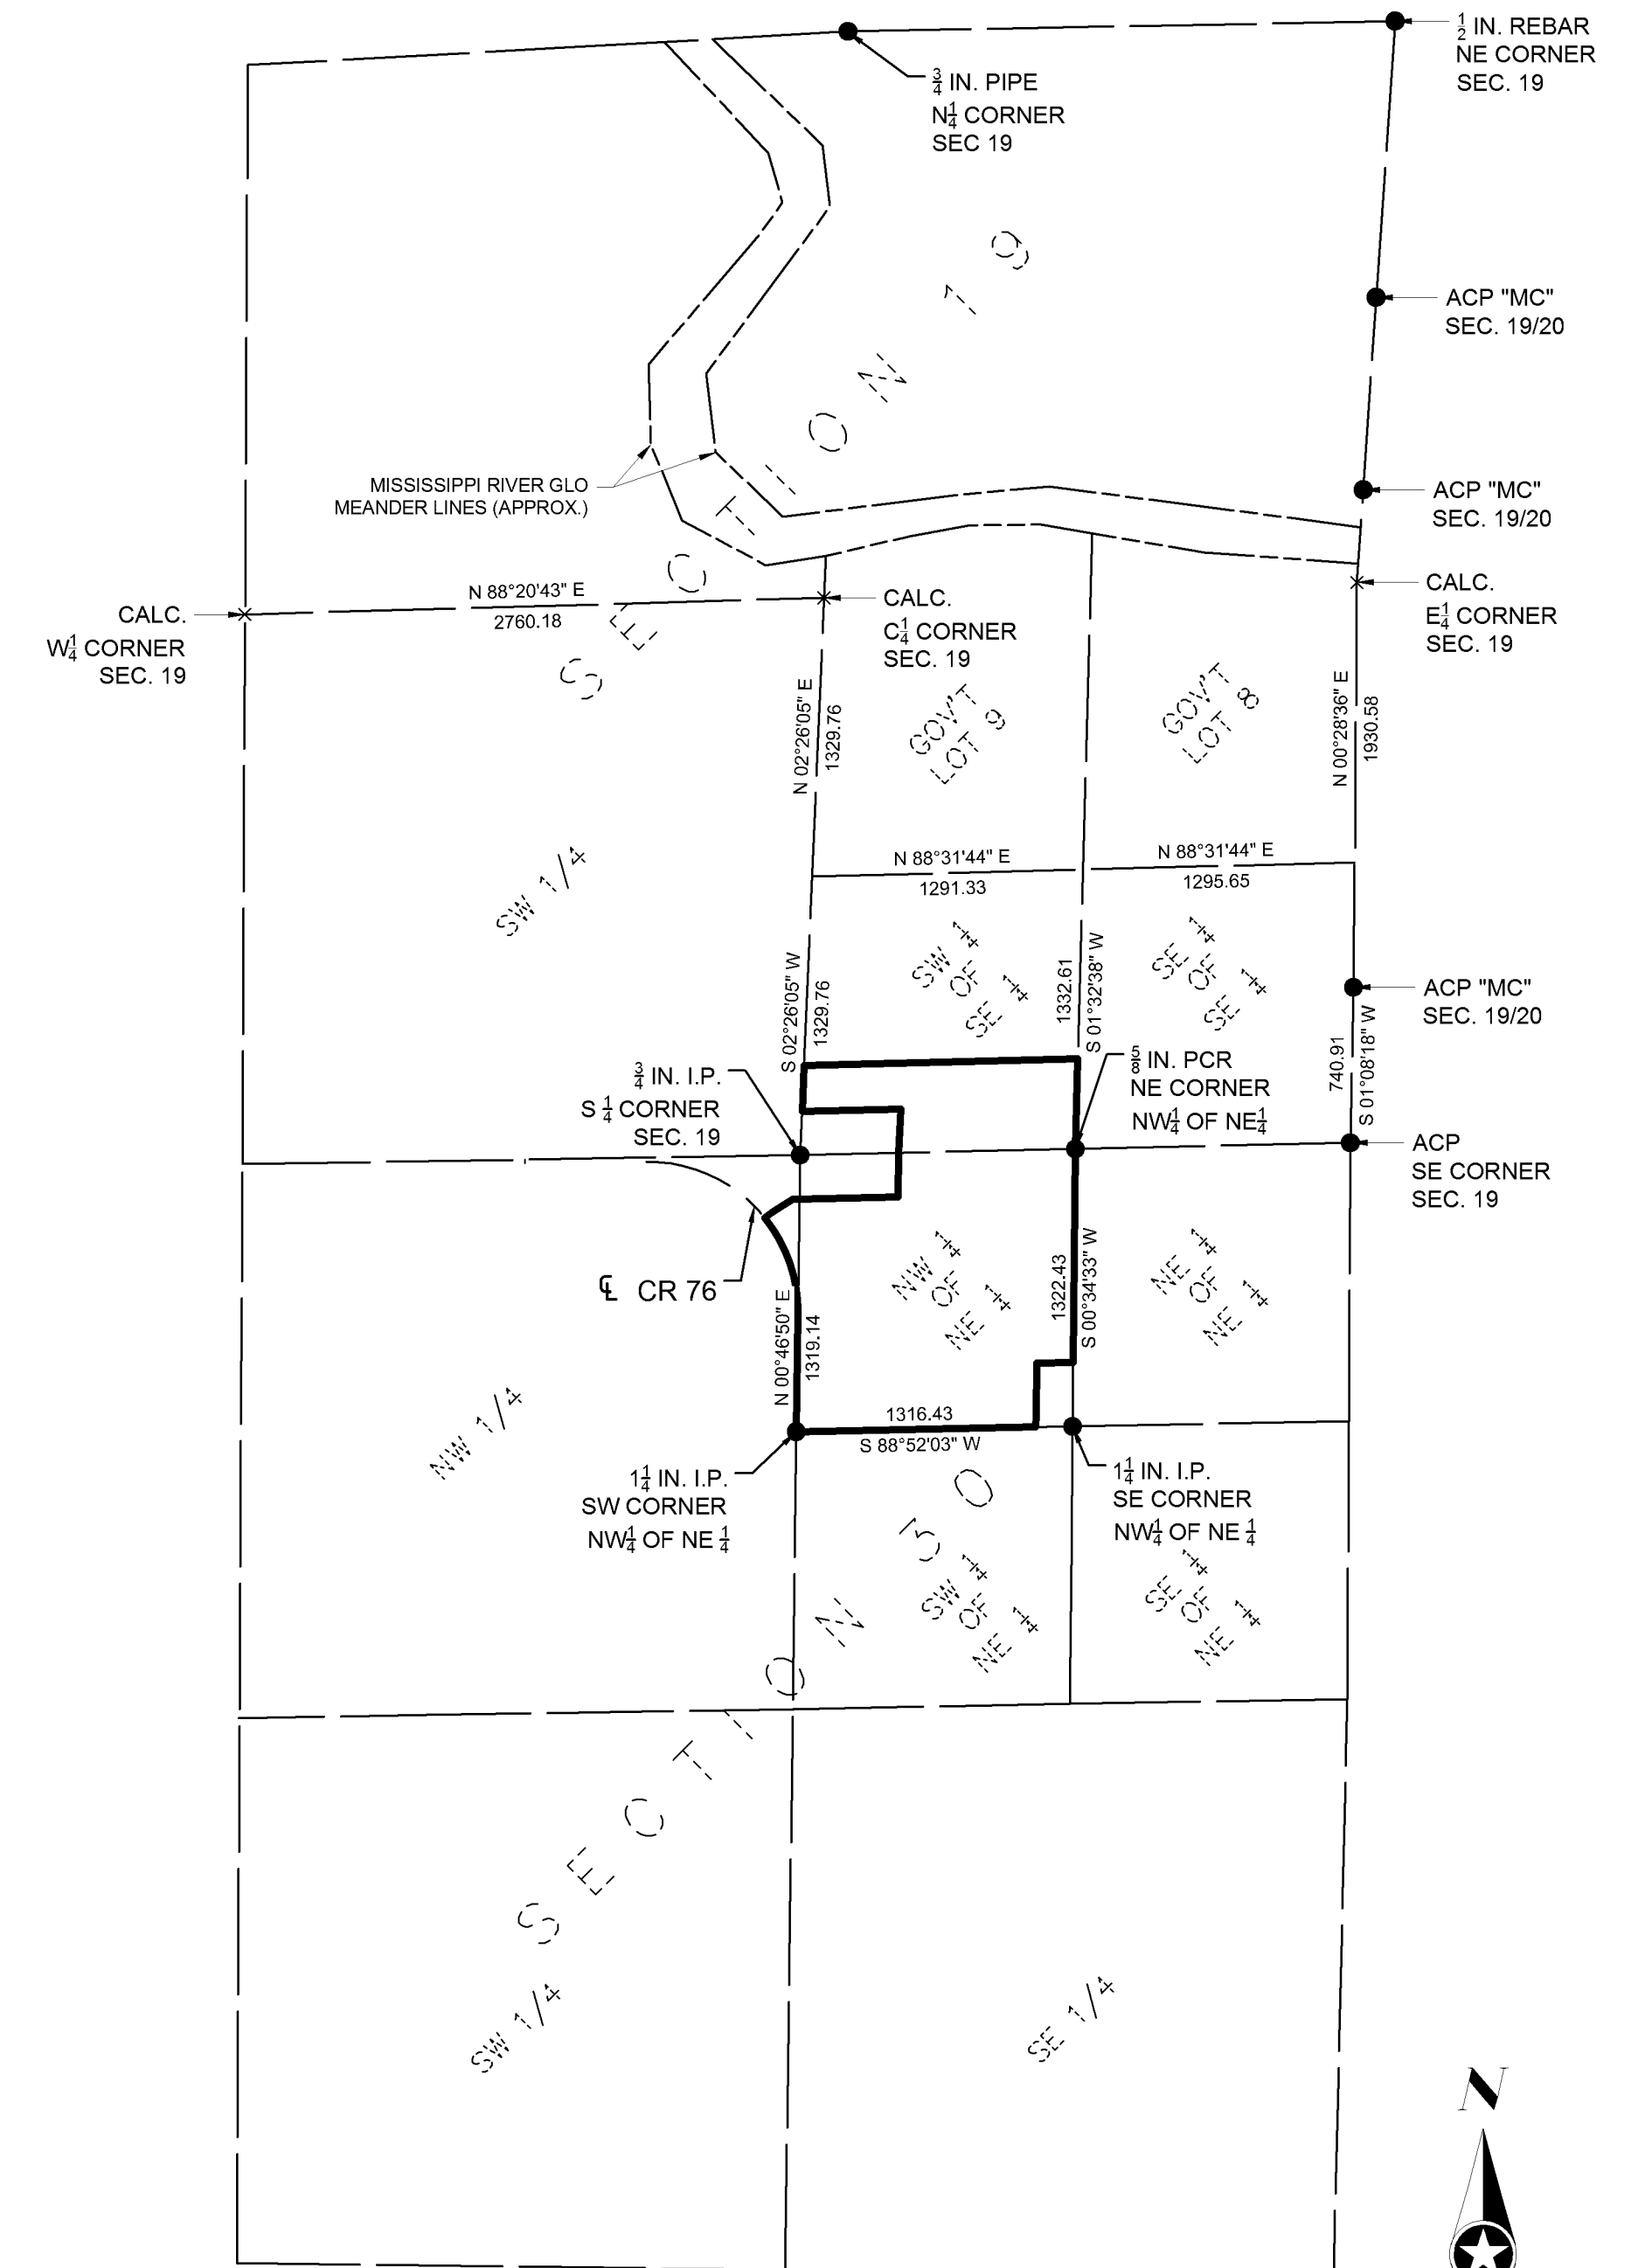 ½ IN. REBAR
NE CORNER
SEC. 19
¾ IN. PIPE
N¼ CORNER
SEC 19
SECTION 19
ACP "MC"
SEC. 19/20
MISSISSIPPI RIVER GLO
MEANDER LINES (APPROX.)
ACP "MC"
SEC. 19/20
CALC.
W¼ CORNER
SEC. 19
N 88°20'43" E
2760.18
CALC.
C¼ CORNER
SEC. 19
CALC.
E¼ CORNER
SEC. 19
N 02°26'05" E
1329.76
GOV'T
LOT 9
GOV'T
LOT 8
N 00°28'36" E
1930.58
SW 1/4
N 88°31'44" E
1291.33
N 88°31'44" E
1295.65
S 02°26'05" W
1329.76
SW ¼
OF
SE ¼
1332.61
S 01°32'38" W
SE ¼
OF
SE ¼
ACP "MC"
SEC. 19/20
740.91
S 01°08'18" W
¾ IN. I.P.
S ¼ CORNER
SEC. 19
⅝ IN. PCR
NE CORNER
NW¼ OF NE¼
ACP
SE CORNER
SEC. 19
℄ CR 76
N 00°46'50" E
1319.14
NW ¼
OF
NE ¼
1322.43
S 00°34'33" W
NE ¼
OF
NE ¼
NW 1/4
1316.43
S 88°52'03" W
1¼ IN. I.P.
SW CORNER
NW¼ OF NE ¼
1¼ IN. I.P.
SE CORNER
NW¼ OF NE ¼
SECTION 30
SW ¼
OF
NE ¼
SE ¼
OF
NE ¼
SW 1/4
SE 1/4
N